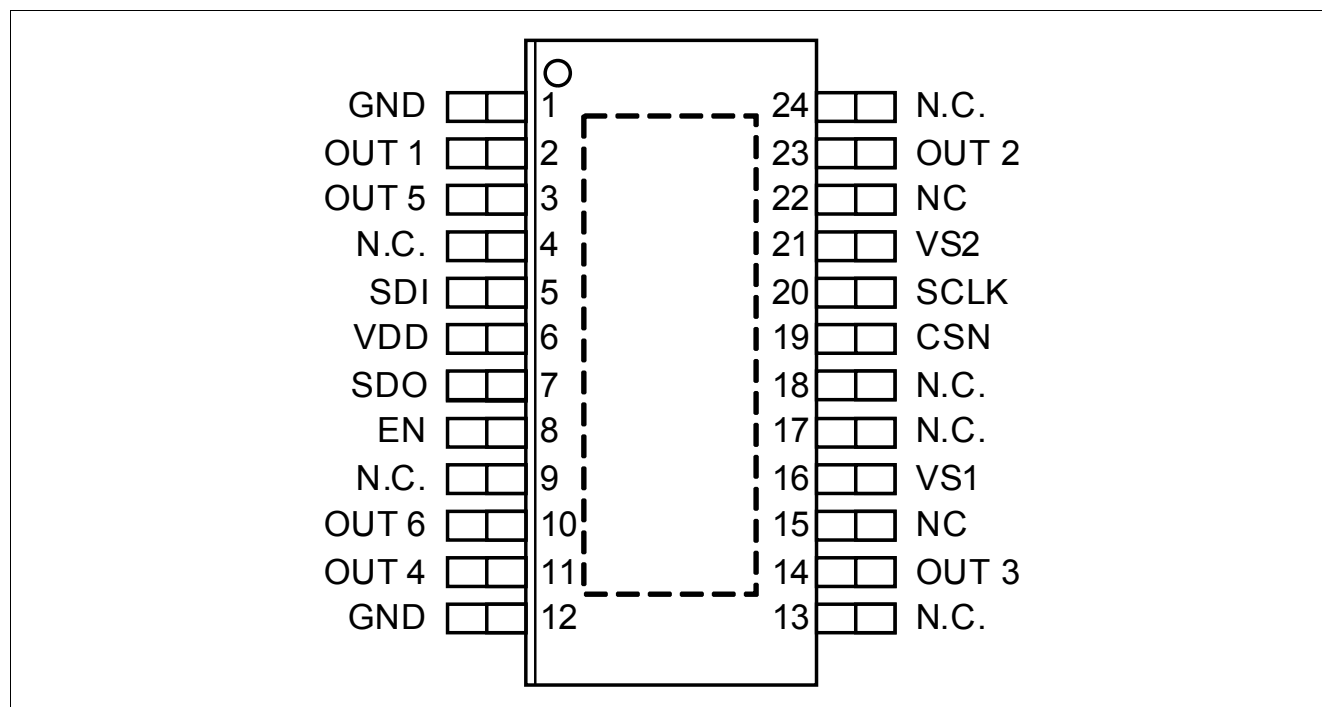 GND 1 24 N.C.
OUT 1 2 23 OUT 2
OUT 5 3 22 NC
N.C. 4 21 VS2
SDI 5 20 SCLK
VDD 6 19 CSN
SDO 7 18 N.C.
EN 8 17 N.C.
N.C. 9 16 VS1
OUT 6 10 15 NC
OUT 4 11 14 OUT 3
GND 12 13 N.C.